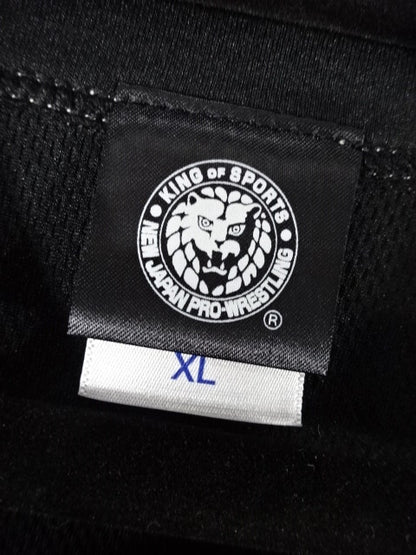 KING OF SPORTS
• NEW JAPAN PRO-WRESTLING •
®
XL